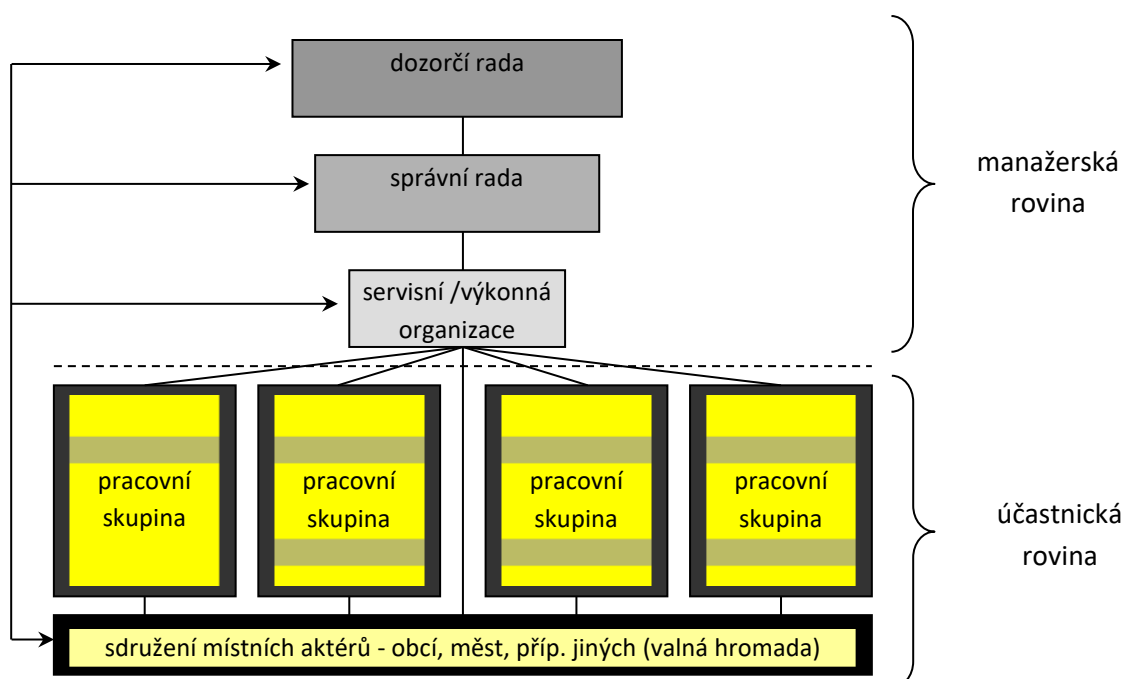 dozorčí rada
správní rada
manažerská
rovina
servisní /výkonná
organizace
pracovní
skupina
pracovní
skupina
pracovní
skupina
pracovní
skupina
účastnická
rovina
sdružení místních aktérů - obcí, měst, příp. jiných (valná hromada)